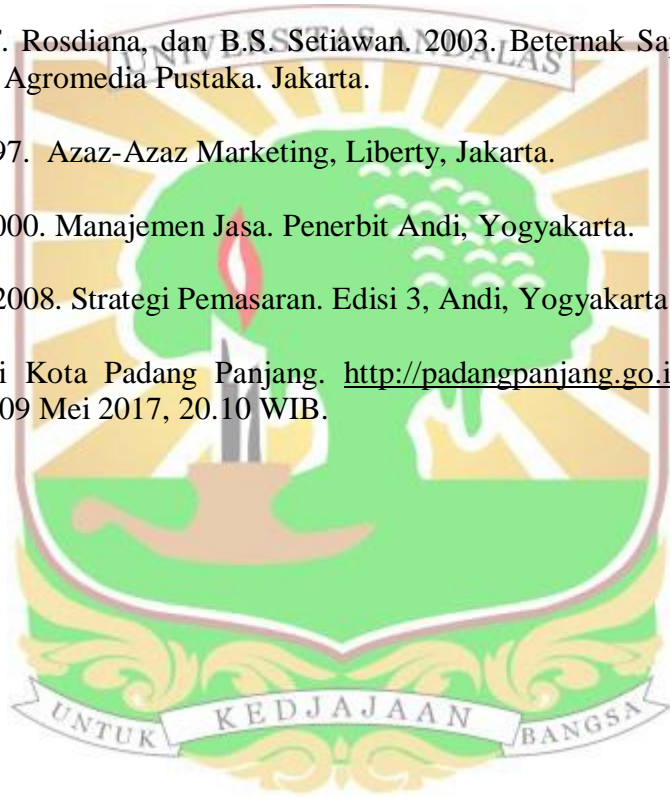 UNIVERSITAS ANDALAS
Rosdiana, dan B.S. Setiawan. 2003. Beternak
Agromedia Pustaka. Jakarta.
97. Azaz-Azaz Marketing, Liberty, Jakarta.
000. Manajemen Jasa. Penerbit Andi, Yogyakarta.
2008. Strategi Pemasaran. Edisi 3, Andi, Yogyakarta
i Kota Padang Panjang. http://padangpanjang.go.i
09 Mei 2017, 20.10 WIB.
UNTUK KEDJAJAAN BANGSA